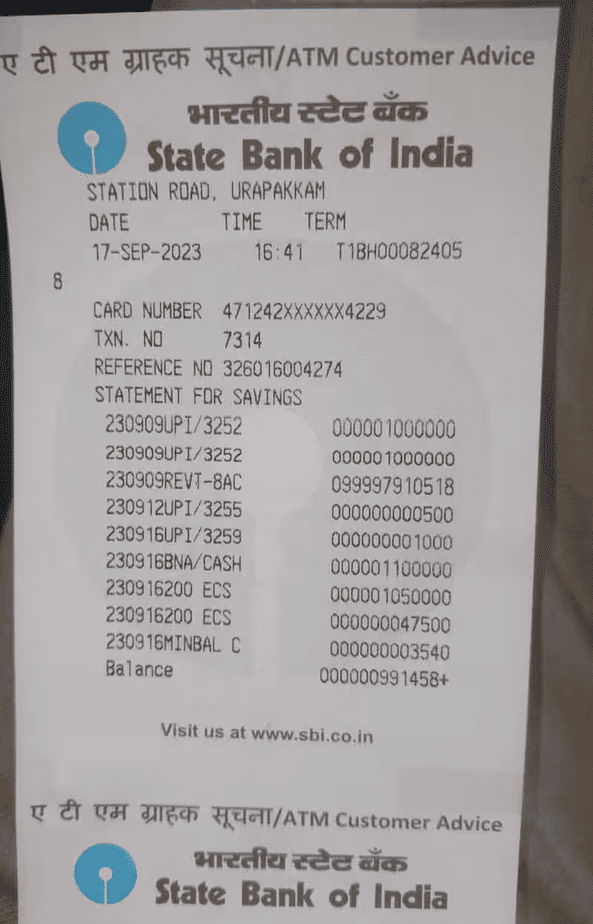 ए टी एम ग्राहक सूचना/ATM Customer Advice
भारतीय स्टेट बैंक
State Bank of India
STATION ROAD, URAPAKKAM
DATE TIME TERM
17-SEP-2023 16:41 T1BH00082405
8
CARD NUMBER 471242XXXXXX4229
TXN. NO 7314
REFERENCE NO 326016004274
STATEMENT FOR SAVINGS
230909UPI/3252 000001000000
230909UPI/3252 000001000000
230909REVT-8AC 099997910518
230912UPI/3255 000000000500
230916UPI/3259 000000001000
230916BNA/CASH 000001100000
230916200 ECS 000001050000
230916200 ECS 000000047500
230916MINBAL C 000000003540
Balance 000000991458+
Visit us at www.sbi.co.in
ए टी एम ग्राहक सूचना/ATM Customer Advice
भारतीय स्टेट बैंक
State Bank of India